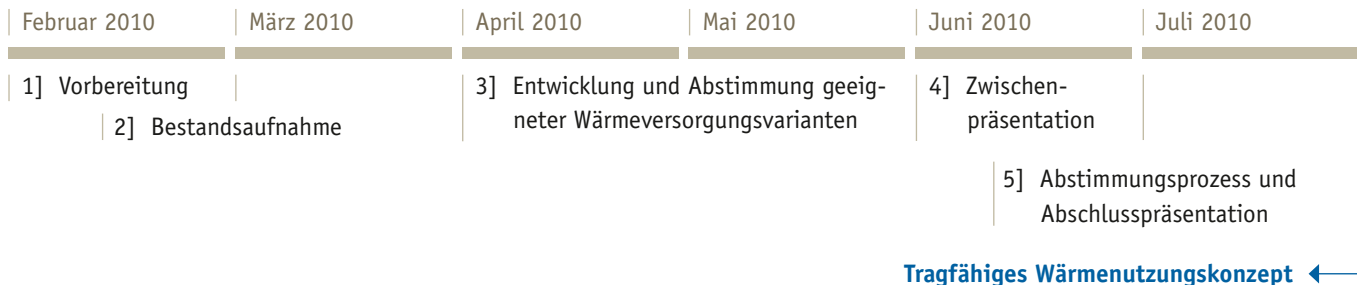 Februar 2010
März 2010
April 2010
Mai 2010
Juni 2010
Juli 2010
1] Vorbereitung
2] Bestandsaufnahme
3] Entwicklung und Abstimmung geeig-
neter Wärmeversorgungsvarianten
4] Zwischen-
präsentation
5] Abstimmungsprozess und
Abschlusspräsentation
Tragfähiges Wärmenutzungskonzept